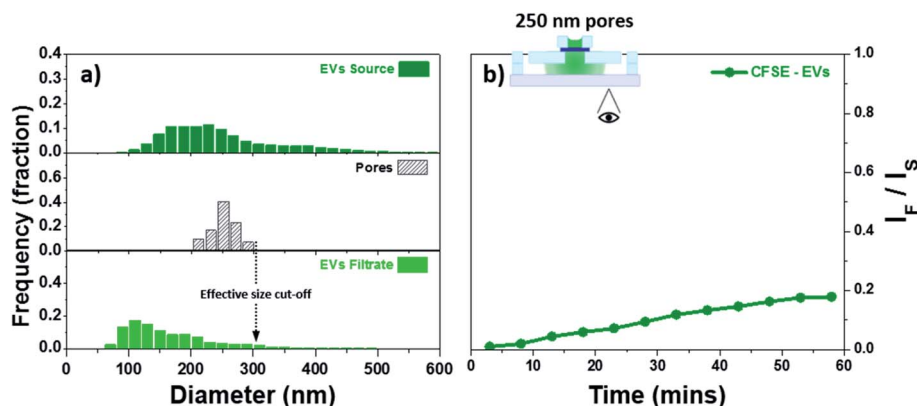 250 nm pores
a)
EVs Source
Pores
EVs Filtrate
Effective size cut-off
Frequency (fraction)
0.4
0.3
0.2
0.1
0.0
0.6
0.4
0.2
0.0
0.4
0.2
0.0
0 100 200 300 400 500 600
Diameter (nm)
b)
CFSE - EVs
1.0
0.8
0.6
0.4
0.2
0.0
I_F / I_S
0 10 20 30 40 50 60
Time (mins)